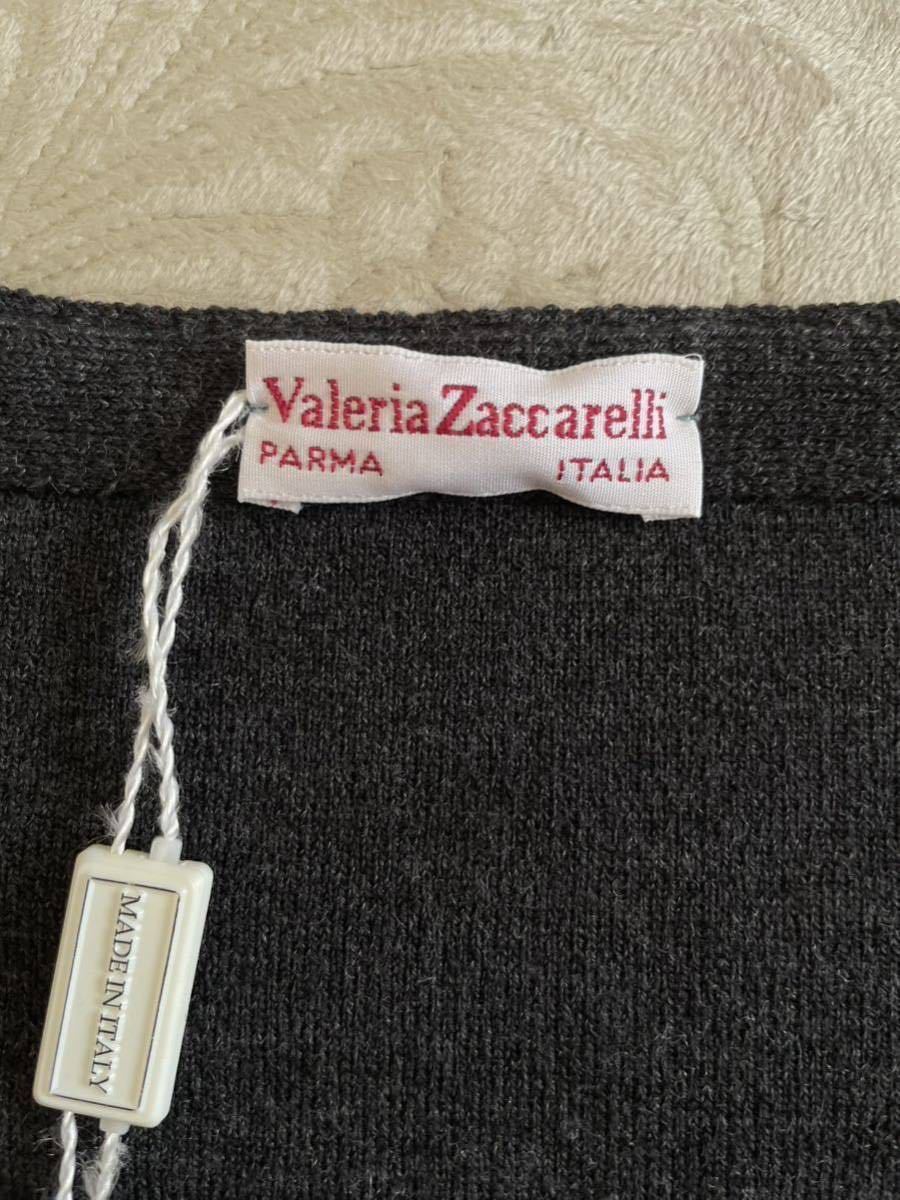 Valeria Zaccarelli
PARMA ITALIA
MADE IN ITALY